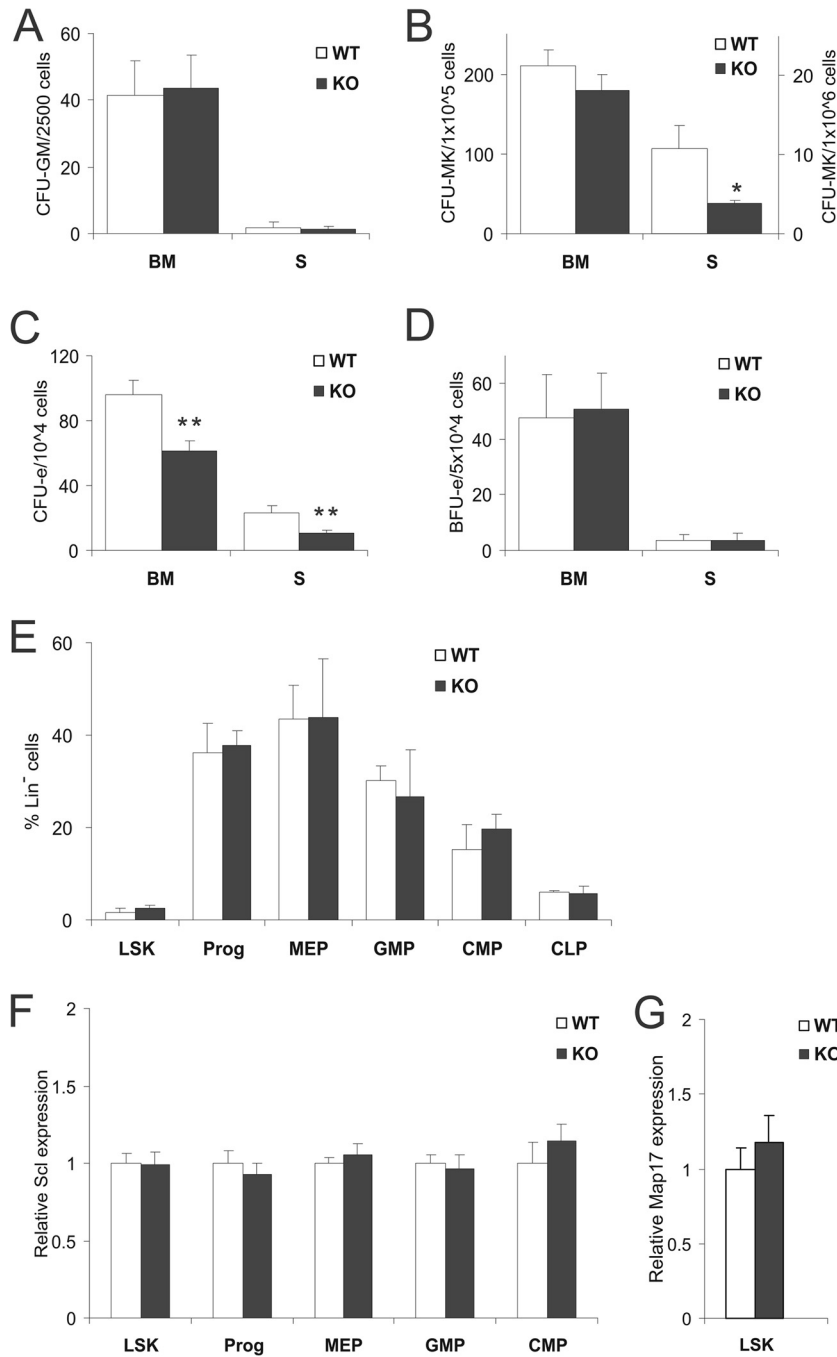 A
CFU-GM/2500 cells
60
40
20
0
WT
KO
BM
S
B
CFU-MK/1x10^5 cells
200
100
0
WT
KO
*
20
10
0
CFU-MK/1x10^6 cells
BM
S
C
CFU-e/10^4 cells
120
80
40
0
WT
KO
**
**
BM
S
D
BFU-e/5x10^4 cells
60
40
20
0
WT
KO
BM
S
E
% Lin⁻ cells
60
40
20
0
WT
KO
LSK Prog MEP GMP CMP CLP
F
Relative Scl expression
2
1.5
1
0.5
0
WT
KO
LSK Prog MEP GMP CMP
G
Relative Map17 expression
2
1.5
1
0.5
0
WT
KO
LSK